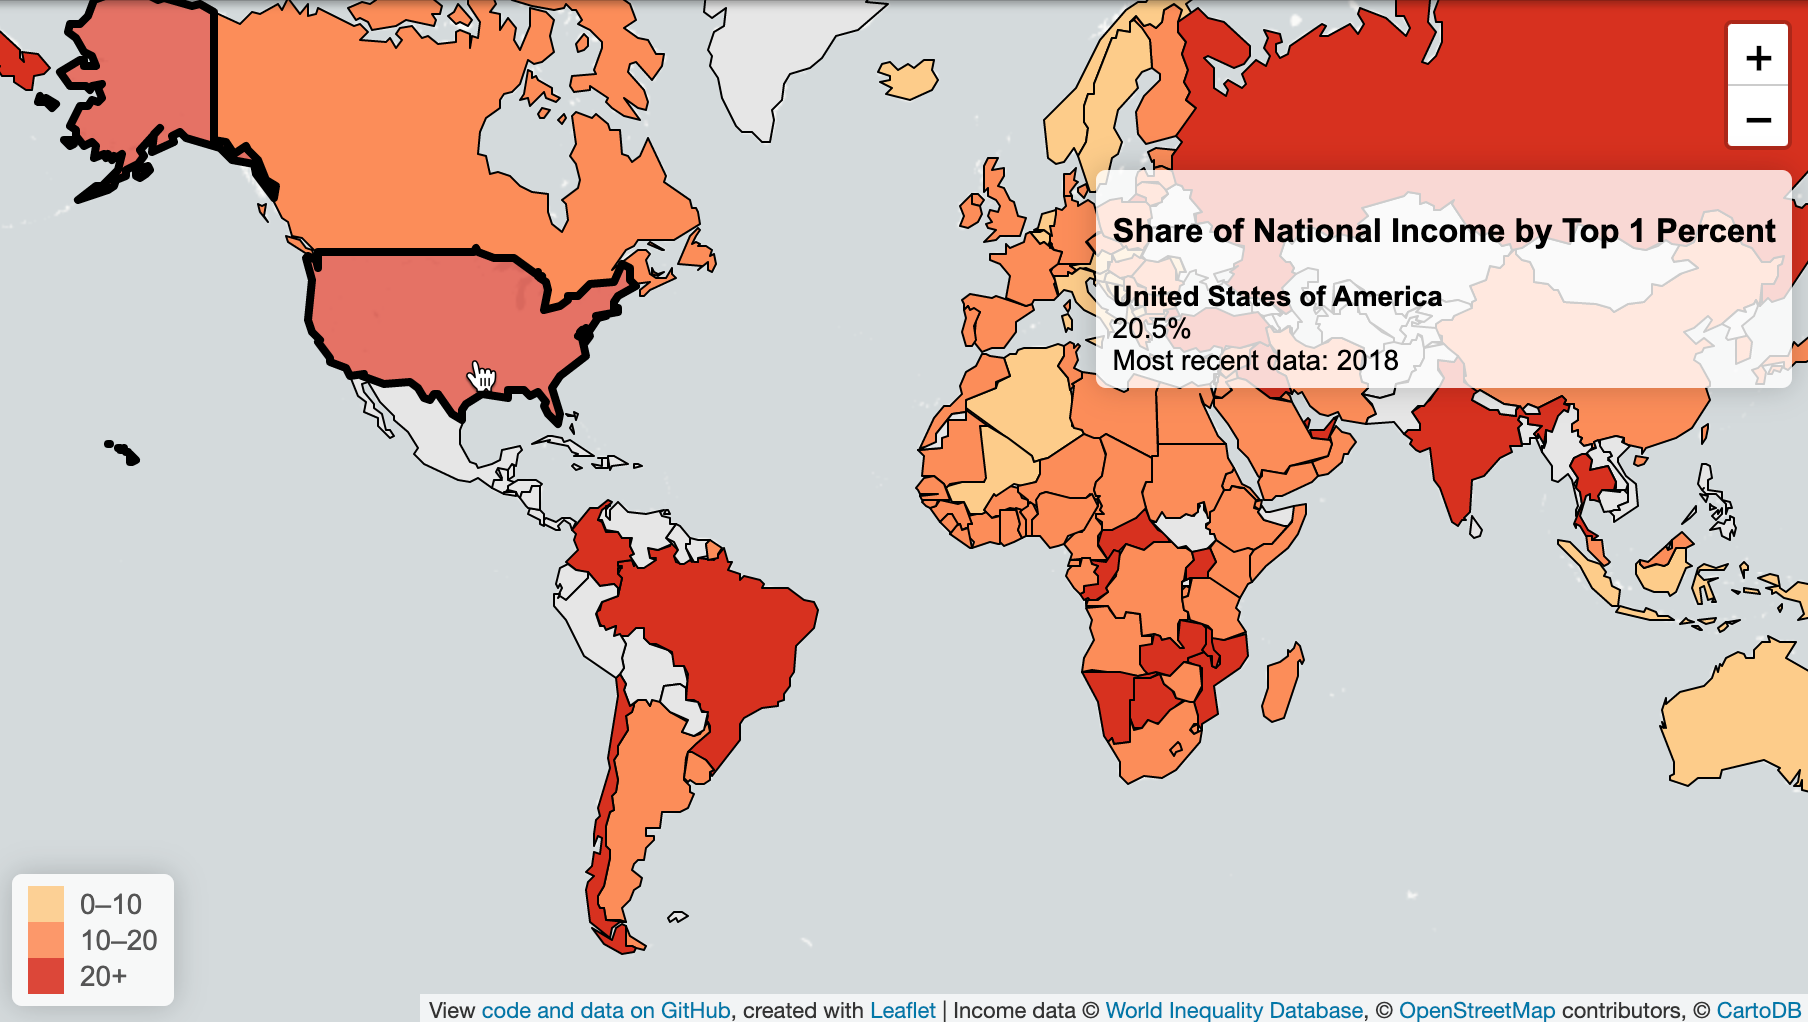 +
−
Share of National Income by Top 1 Percent
United States of America
20.5%
Most recent data: 2018
0–10
10–20
20+
View code and data on GitHub, created with Leaflet | Income data © World Inequality Database, © OpenStreetMap contributors, © CartoDB